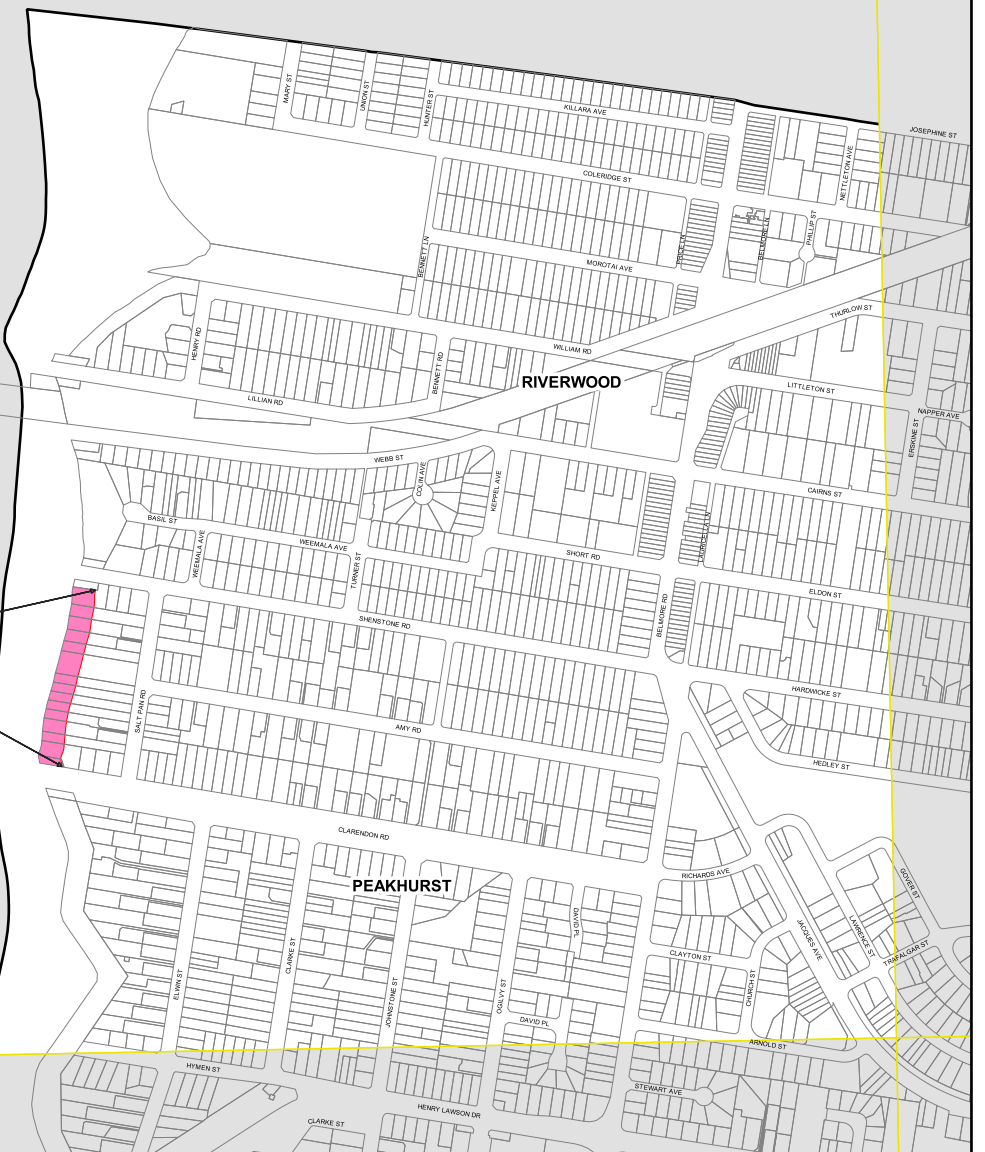 MARY ST
UNION ST
HUNTER ST
KILLARA AVE
JOSEPHINE ST
NETTLETON AVE
COLERIDGE ST
PHILLIP ST
BELMORE LN
PRICE LN
BENNETT LN
MOROTAI AVE
THURLOW ST
HENRY RD
WILLIAM RD
BENNETT RD
RIVERWOOD
LITTLETON ST
LILLIAN RD
NAPPER AVE
ERSKINE ST
WEBB ST
COLIN AVE
KEPPEL AVE
CAIRNS ST
BASIL ST
WEEMALA AVE
WEEMALA AVE
TURNER ST
SHORT RD
ELDON ST
BELMORE RD
SHENSTONE RD
HARDWICKE ST
SALT PAN RD
AMY RD
HEDLEY ST
CLARENDON RD
PEAKHURST
RICHARDS AVE
GOVER ST
DAVID PL
JACQUES AVE
LAWRENCE ST
TRAFALGAR ST
CLARKE ST
CLAYTON ST
ELWIN ST
JOHNSTONE ST
OGILVY ST
CHURCH ST
DAVID PL
ARNOLD ST
HYMEN ST
STEWART AVE
HENRY LAWSON DR
CLARKE ST